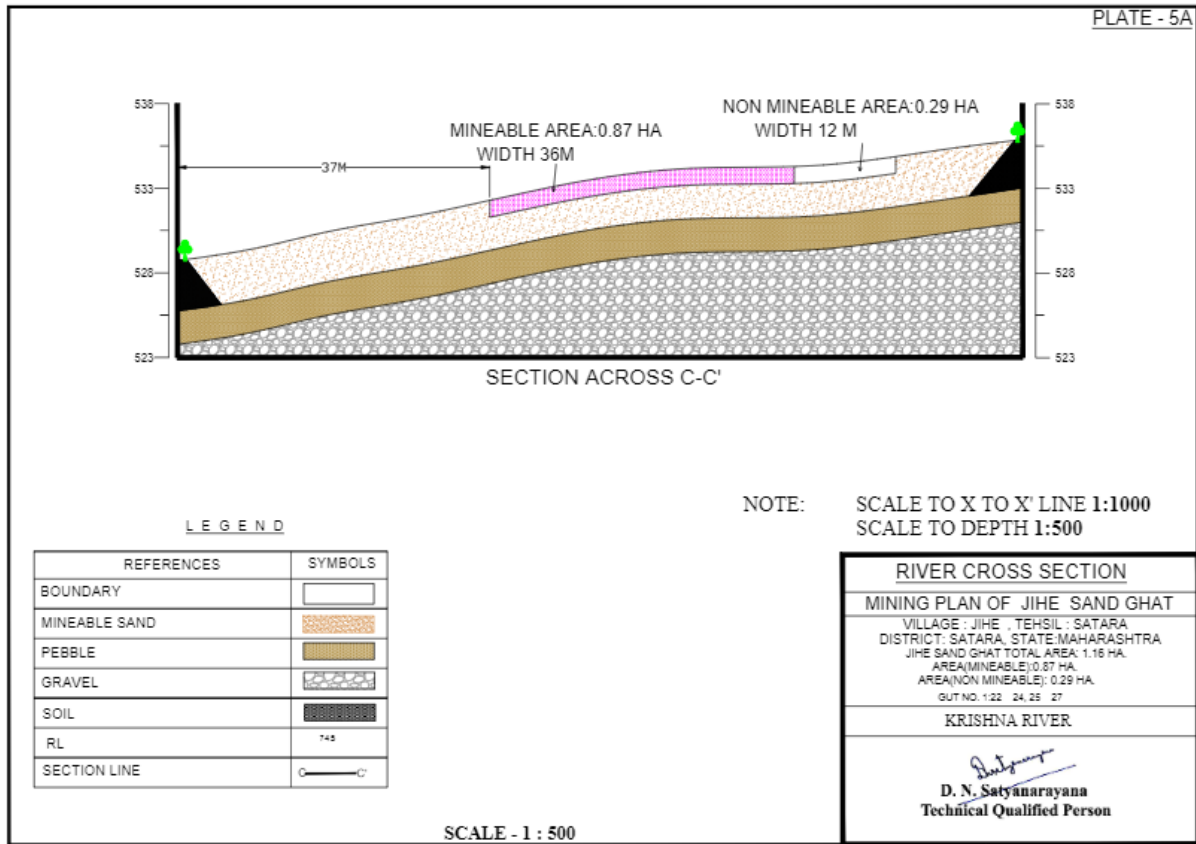 PLATE - 5A
538
533
528
523
538
533
528
523
37M
MINEABLE AREA:0.87 HA
WIDTH 36M
NON MINEABLE AREA:0.29 HA
WIDTH 12 M
SECTION ACROSS C-C'
NOTE: SCALE TO X TO X' LINE 1:1000
SCALE TO DEPTH 1:500
L E G E N D
REFERENCES SYMBOLS
BOUNDARY
MINEABLE SAND
PEBBLE
GRAVEL
SOIL
RL 745
SECTION LINE C C'
SCALE - 1 : 500
RIVER CROSS SECTION
MINING PLAN OF JIHE SAND GHAT
VILLAGE : JIHE , TEHSIL : SATARA
DISTRICT: SATARA, STATE:MAHARASHTRA
JIHE SAND GHAT TOTAL AREA: 1.16 HA.
AREA(MINEABLE):0.87 HA.
AREA(NON MINEABLE): 0.29 HA.
GUT NO. 1:22 24, 25 27
KRISHNA RIVER
D. N. Satyanarayana
Technical Qualified Person